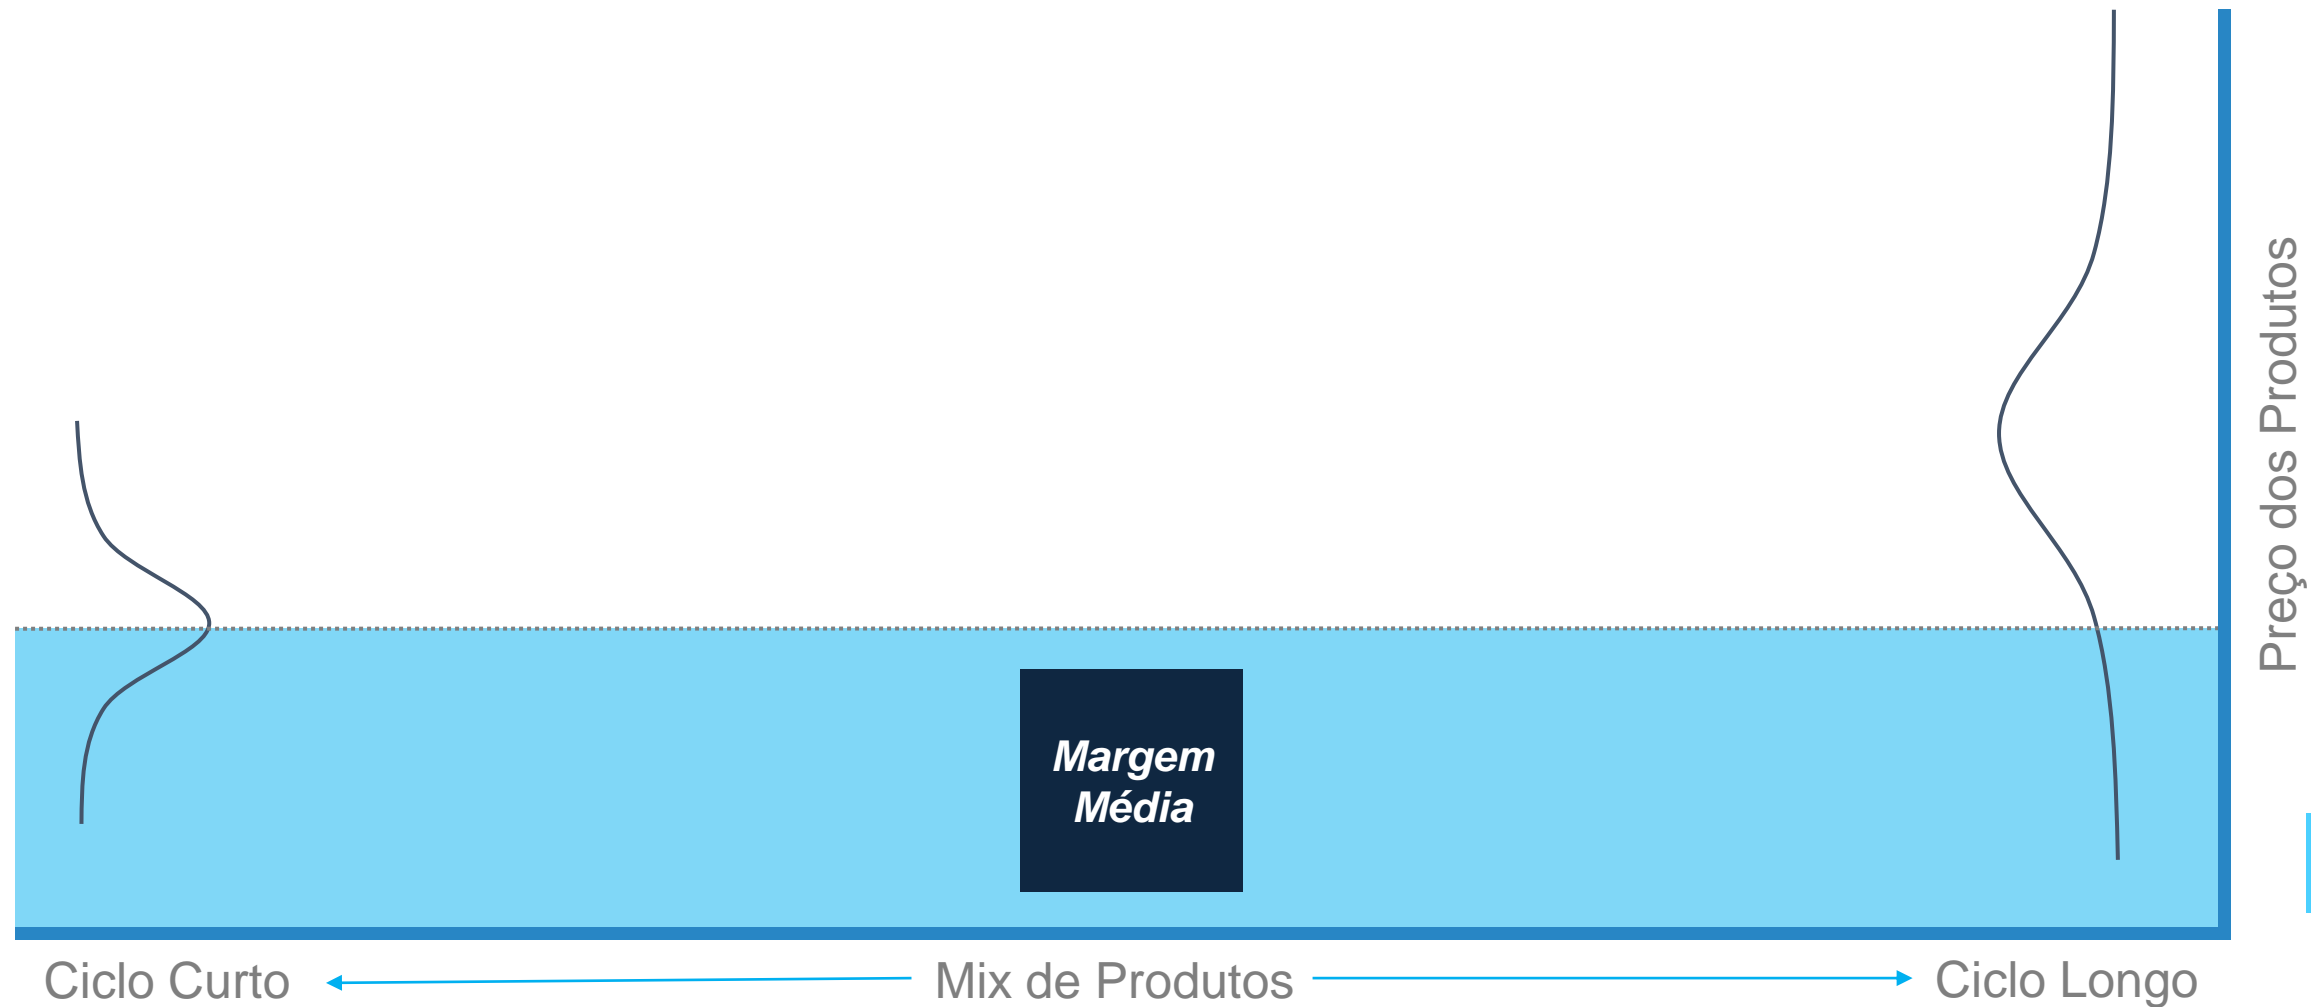 Preço dos Produtos
Margem
Média
Ciclo Curto
Mix de Produtos
Ciclo Longo